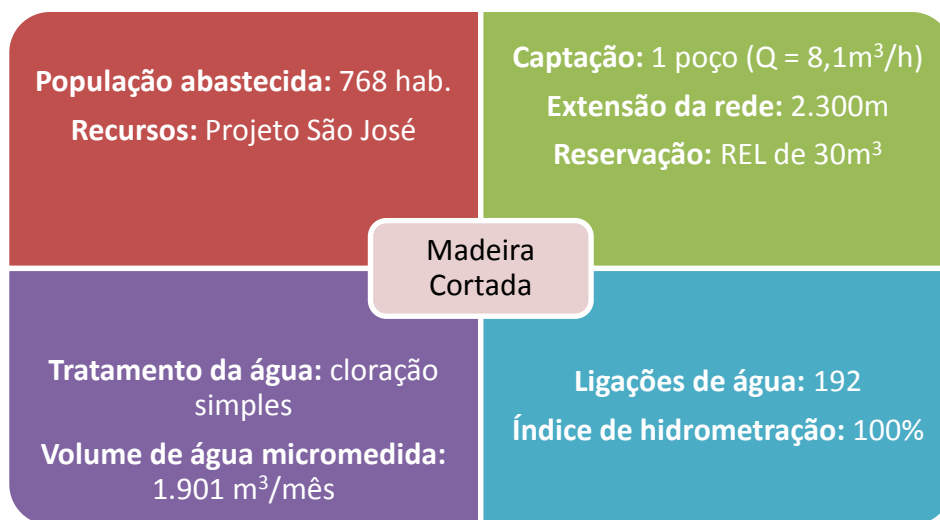 População abastecida: 768 hab.
Recursos: Projeto São José
Captação: 1 poço (Q = 8,1m³/h)
Extensão da rede: 2.300m
Reservação: REL de 30m³
Madeira
Cortada
Tratamento da água: cloração
simples
Volume de água micromedida:
1.901 m³/mês
Ligações de água: 192
Índice de hidrometração: 100%